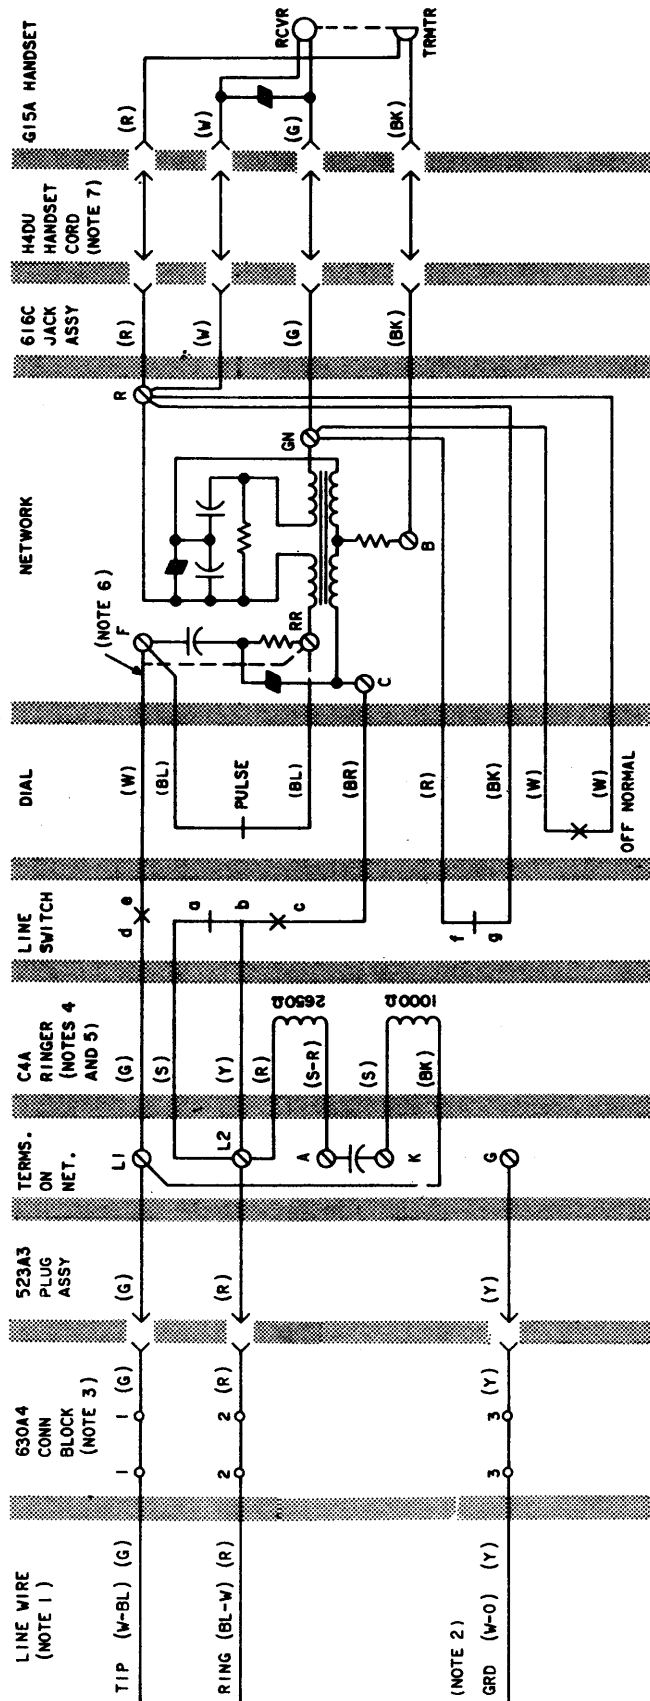 LINE WIRE
(NOTE 1)
TIP (W-BL) (G)
RING (BL-W) (R)
(NOTE 2)
GRD (W-O) (Y)
630A4
CONN
BLOCK
(NOTE 3)
1 1 (G)
2 2 (R)
3 3 (Y)
523A3
PLUG
ASSY
(G)
(R)
(Y)
TERMS.
ON
NET.
L1
L2
A
K
G
C4A
RINGER
(NOTES 4
AND 5)
(G)
(S)
(Y)
(R)
2650Ω
(S-R)
(S)
1000Ω
(BK)
LINE
SWITCH
d e
a
b
c
f
g
DIAL
(W)
(BL)
PULSE
(BL)
(BR)
(R)
(BK)
(W)
(W)
OFF NORMAL
NETWORK
(NOTE 6)
F
RR
C
B
GN
R
616C
JACK
ASSY
(R)
(W)
(G)
(BK)
H4DU
HANDSET
CORD
(NOTE 7)
G15A HANDSET
(R)
(W)
(G)
(BK)
RCVR
TRMTR